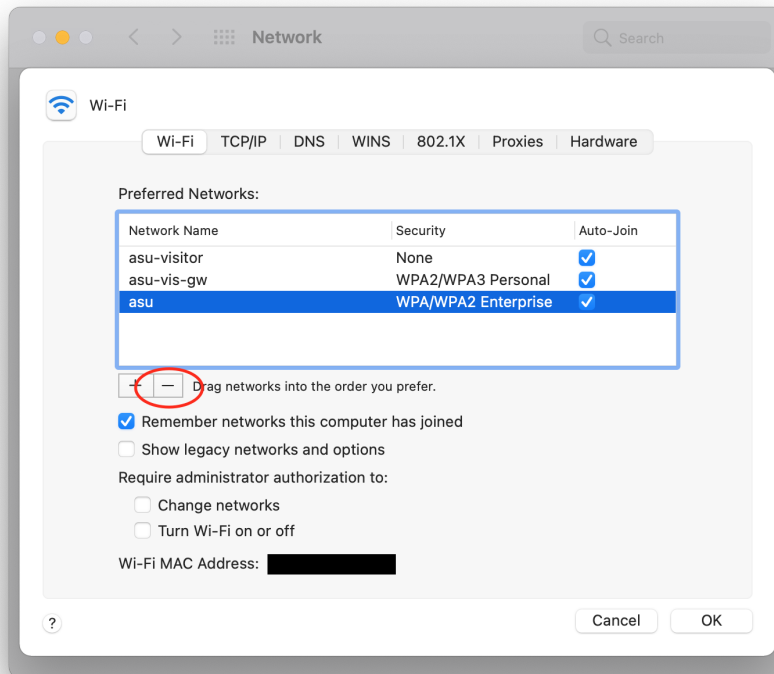 Network
Search
Wi-Fi
Wi-Fi TCP/IP DNS WINS 802.1X Proxies Hardware
Preferred Networks:
Network Name Security Auto-Join
asu-visitor None
asu-vis-gw WPA2/WPA3 Personal
asu WPA/WPA2 Enterprise
+ − Drag networks into the order you prefer.
Remember networks this computer has joined
Show legacy networks and options
Require administrator authorization to:
Change networks
Turn Wi-Fi on or off
Wi-Fi MAC Address:
? Cancel OK